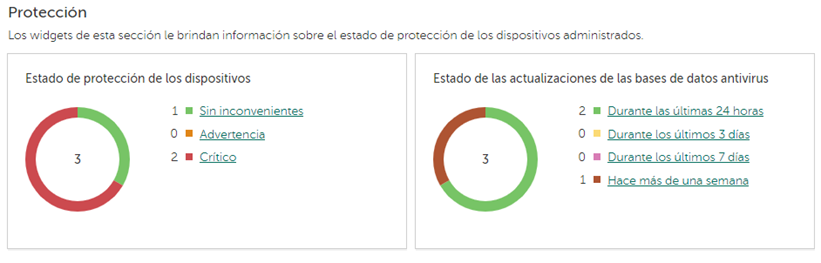 Protección
Los widgets de esta sección le brindan información sobre el estado de protección de los dispositivos administrados.
Estado de protección de los dispositivos
3
1 Sin inconvenientes
0 Advertencia
2 Crítico
Estado de las actualizaciones de las bases de datos antivirus
3
2 Durante las últimas 24 horas
0 Durante los últimos 3 días
0 Durante los últimos 7 días
1 Hace más de una semana